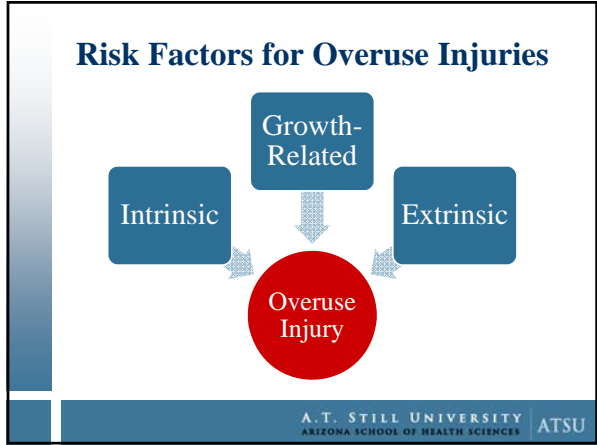 Risk Factors for Overuse Injuries
Growth-
Related
Intrinsic
Extrinsic
Overuse
Injury
A.T. STILL UNIVERSITY
ARIZONA SCHOOL OF HEALTH SCIENCES
ATSU